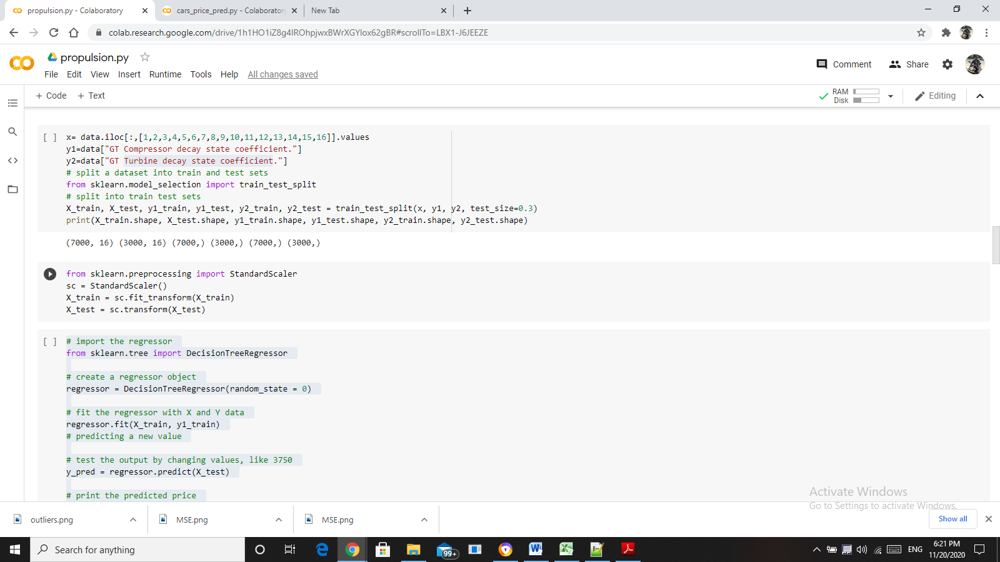 propulsion.py - Colaboratory
cars_price_pred.py - Colaboratory
New Tab
colab.research.google.com/drive/1h1HO1iZ8g4IROhpjwxBWrXGYIox62gBR#scrollTo=LBX1-J6JEEZE
propulsion.py
Comment
Share
File Edit View Insert Runtime Tools Help All changes saved
+ Code + Text
RAM
Disk
Editing
[ ] x= data.iloc[:,[1,2,3,4,5,6,7,8,9,10,11,12,13,14,15,16]].values
y1=data["GT Compressor decay state coefficient."]
y2=data["GT Turbine decay state coefficient."]
# split a dataset into train and test sets
from sklearn.model_selection import train_test_split
# split into train test sets
X_train, X_test, y1_train, y1_test, y2_train, y2_test = train_test_split(x, y1, y2, test_size=0.3)
print(X_train.shape, X_test.shape, y1_train.shape, y1_test.shape, y2_train.shape, y2_test.shape)
(7000, 16) (3000, 16) (7000,) (3000,) (7000,) (3000,)
from sklearn.preprocessing import StandardScaler
sc = StandardScaler()
X_train = sc.fit_transform(X_train)
X_test = sc.transform(X_test)
[ ] # import the regressor
from sklearn.tree import DecisionTreeRegressor
# create a regressor object
regressor = DecisionTreeRegressor(random_state = 0)
# fit the regressor with X and Y data
regressor.fit(X_train, y1_train)
# predicting a new value
# test the output by changing values, like 3750
y_pred = regressor.predict(X_test)
# print the predicted price
Activate Windows
Go to Settings to activate Windows.
outliers.png
MSE.png
MSE.png
Show all
Search for anything
99+
ENG
6:21 PM
11/20/2020